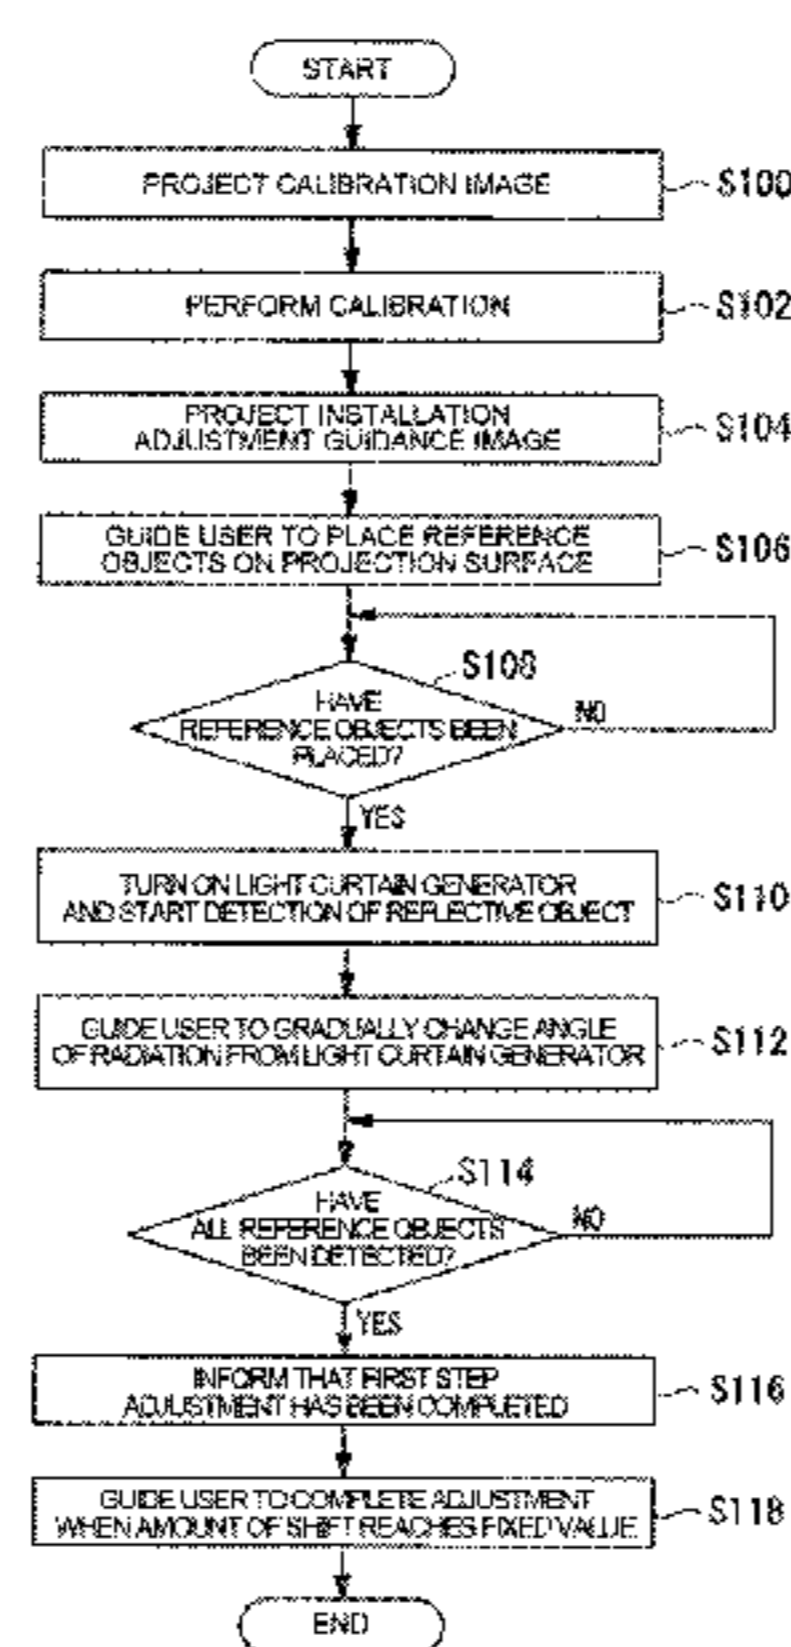 START
PROJECT CALIBRATION IMAGE
S100
PERFORM CALIBRATION
S102
PROJECT INSTALLATION
ADJUSTMENT GUIDANCE IMAGE
S104
GUIDE USER TO PLACE REFERENCE
OBJECTS ON PROJECTION SURFACE
S106
S108
HAVE
REFERENCE OBJECTS BEEN
PLACED?
NO
YES
TURN ON LIGHT CURTAIN GENERATOR
AND START DETECTION OF REFLECTIVE OBJECT
S110
GUIDE USER TO GRADUALLY CHANGE ANGLE
OF RADIATION FROM LIGHT CURTAIN GENERATOR
S112
S114
HAVE
ALL REFERENCE OBJECTS
BEEN DETECTED?
NO
YES
INFORM THAT FIRST STEP
ADJUSTMENT HAS BEEN COMPLETED
S116
GUIDE USER TO COMPLETE ADJUSTMENT
WHEN AMOUNT OF SHIFT REACHES FIXED VALUE
S118
END